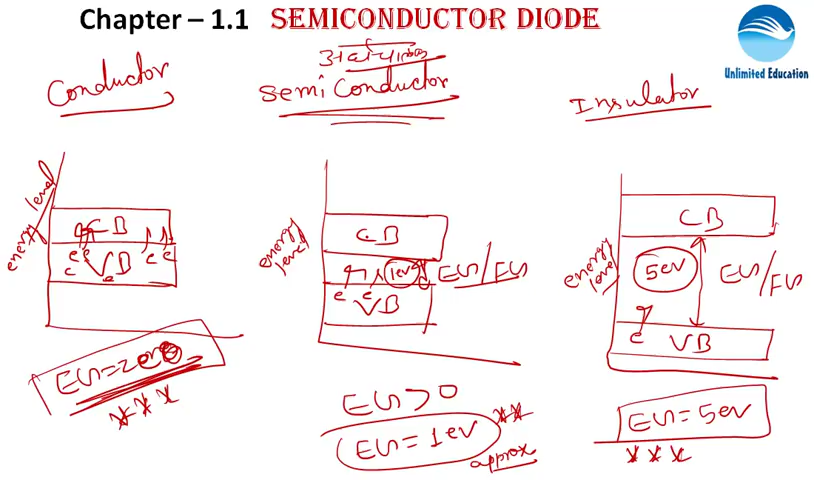 Chapter – 1.1 SEMICONDUCTOR DIODE
Unlimited Education
Conductor
अर्धचालक
Semi Conductor
Insulator
energy level
CB
e e e e
e VB
e
EG = zero
***
energy level
CB
1ev
EG/FG
e e
VB
EG > 0
EG = 1ev
**
approx
energy level
CB
5ev
EG/FG
e VB
EG = 5ev
***